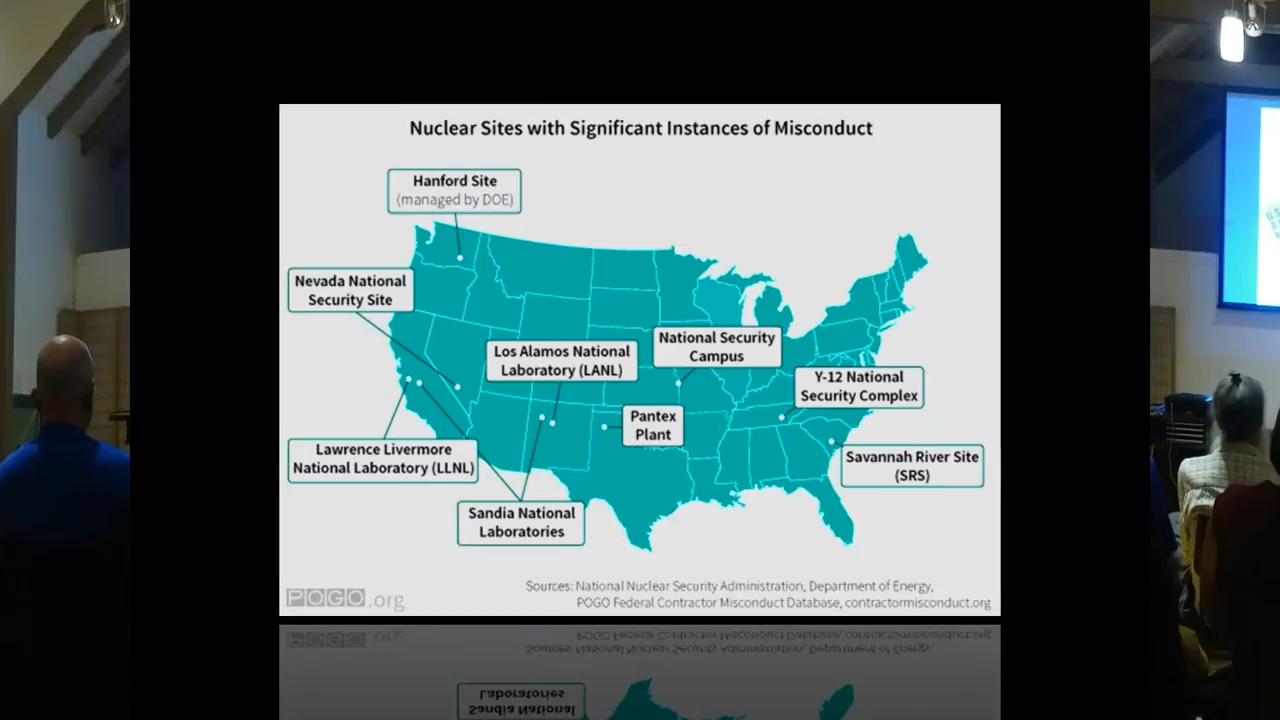 Nuclear Sites with Significant Instances of Misconduct
Hanford Site
(managed by DOE)
Nevada National
Security Site
Los Alamos National
Laboratory (LANL)
National Security
Campus
Y-12 National
Security Complex
Pantex
Plant
Lawrence Livermore
National Laboratory (LLNL)
Savannah River Site
(SRS)
Sandia National
Laboratories
Sources: National Nuclear Security Administration, Department of Energy,
POGO Federal Contractor Misconduct Database, contractormisconduct.org
POGO.org